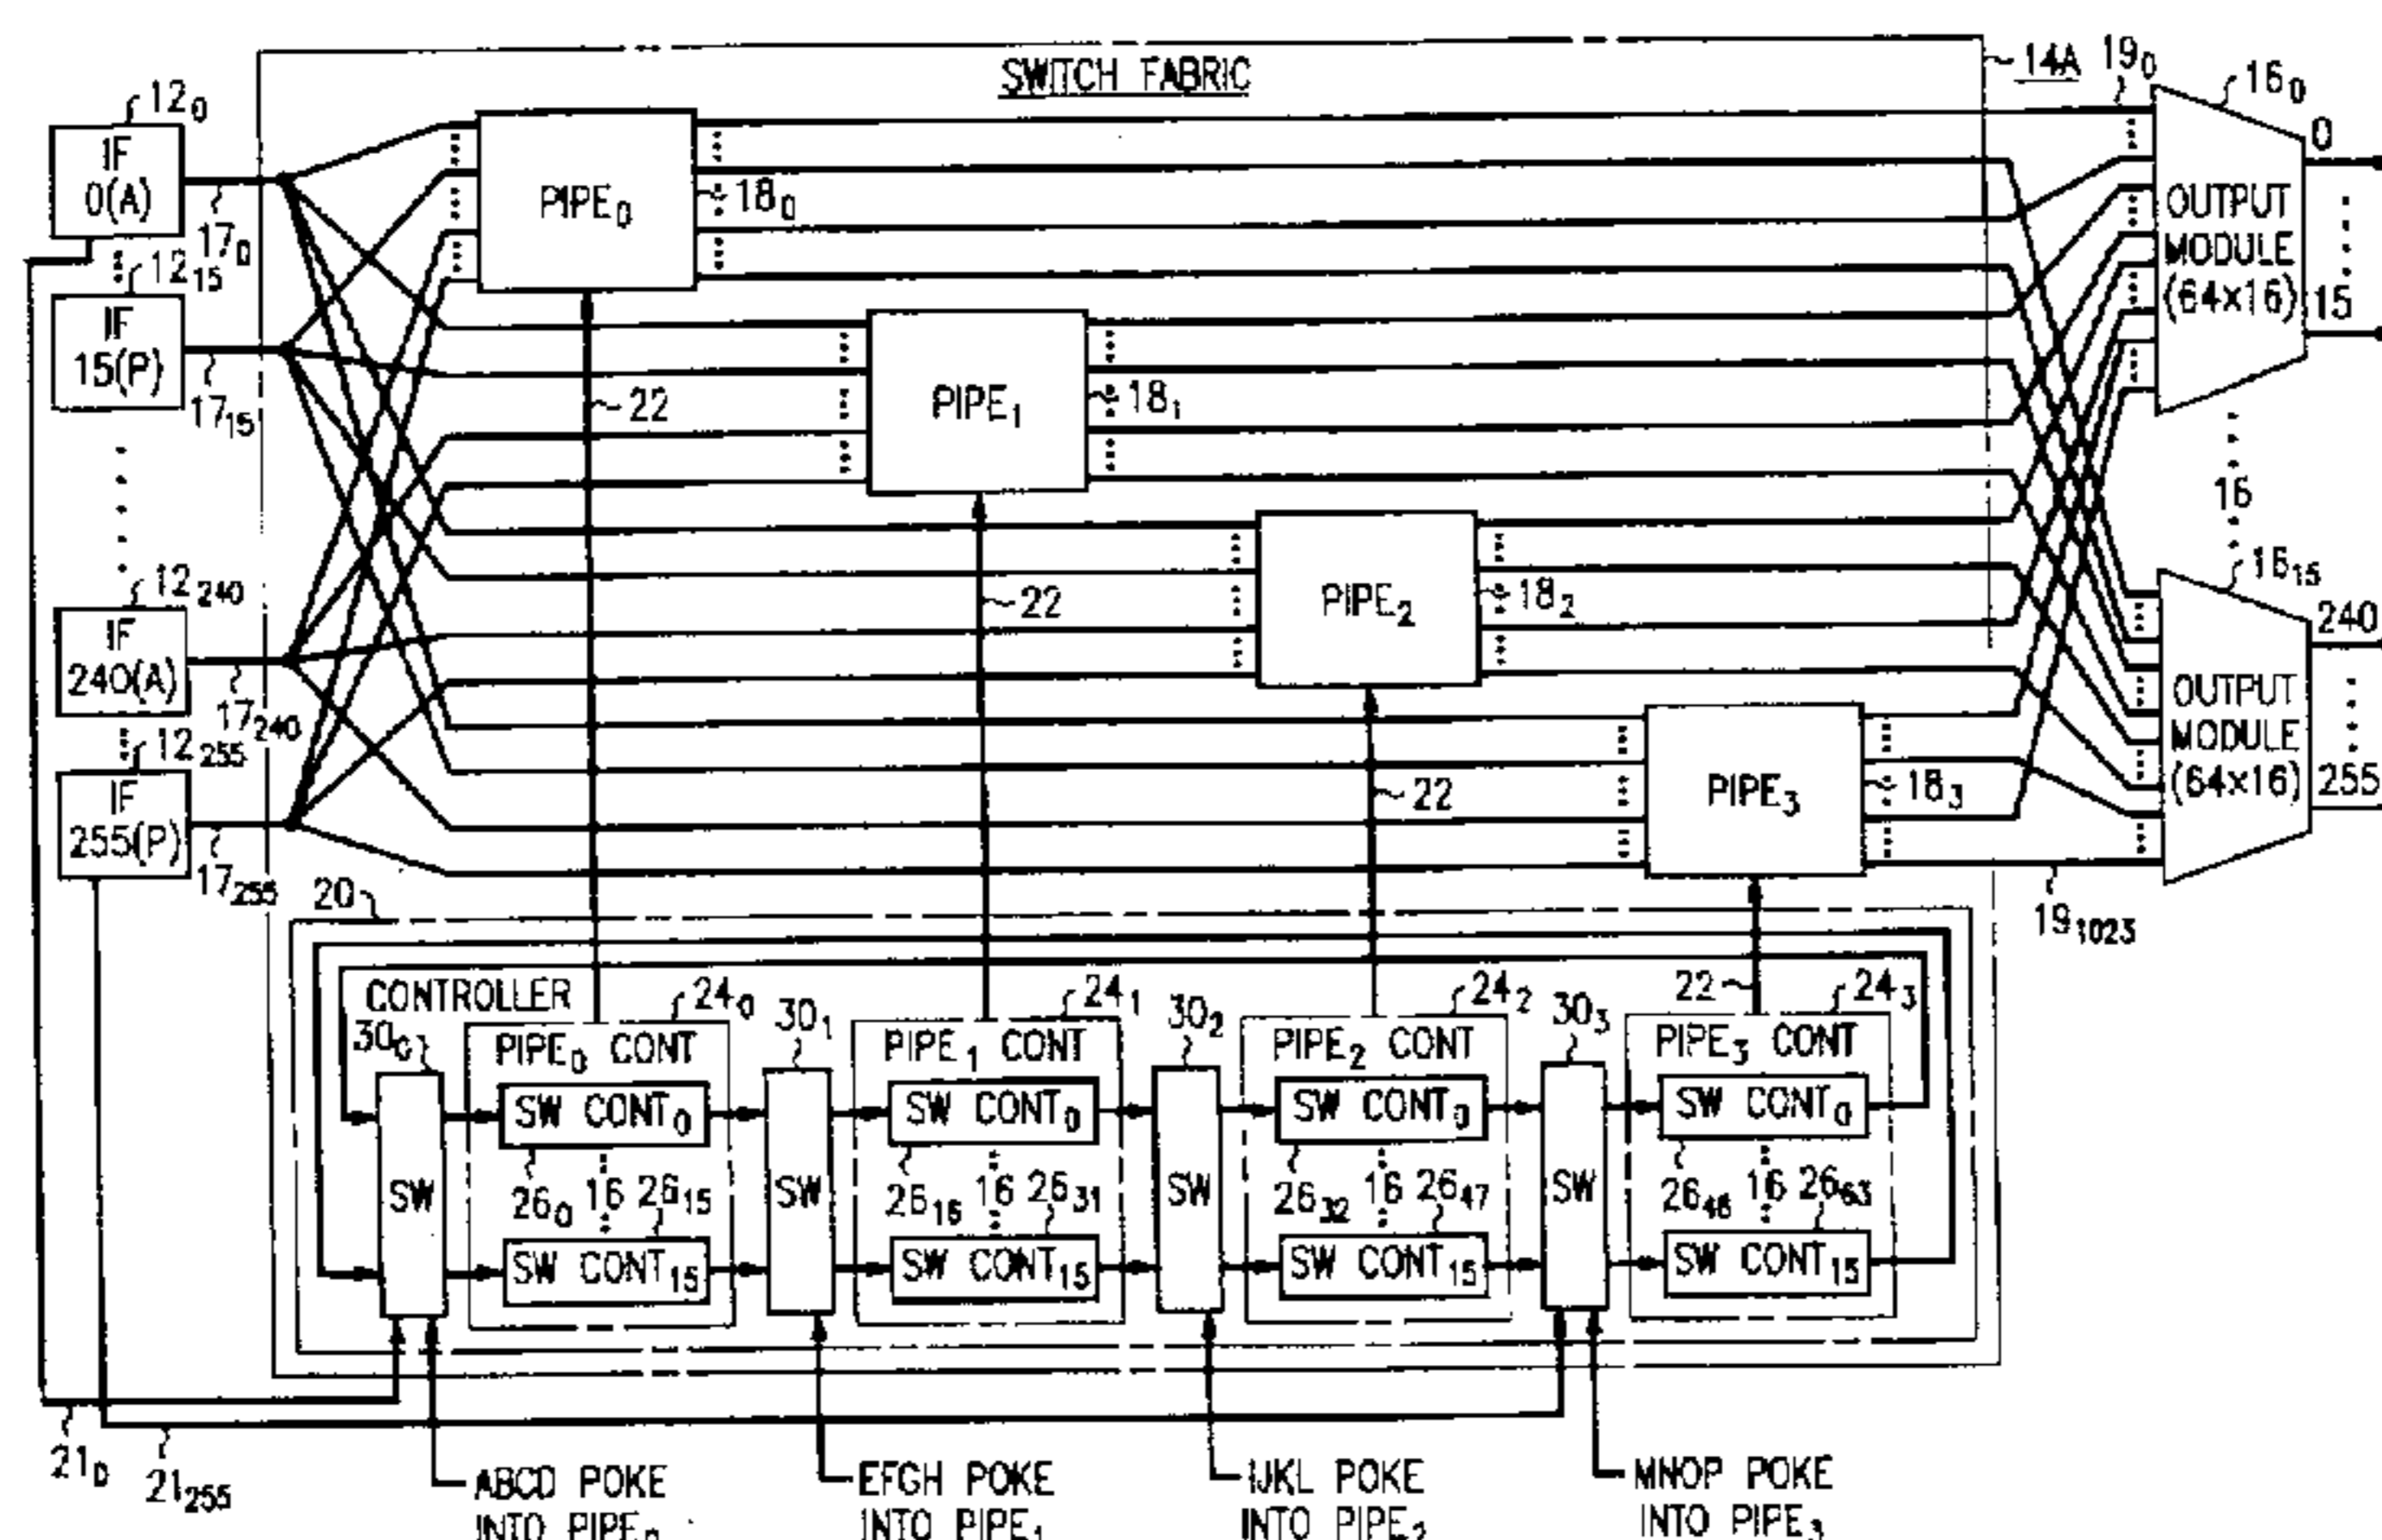 SWITCH FABRIC
14A
19₀
16₀
12₀
IF
0(A)
17₀
12₁₅
IF
15(P)
17₁₅
12₂₄₀
IF
240(A)
17₂₄₀
12₂₅₅
IF
255(P)
17₂₅₅
PIPE₀
18₀
22
PIPE₁
18₁
22
PIPE₂
18₂
22
PIPE₃
18₃
22
OUTPUT
MODULE
(64x16)
0
15
16
16₁₅
OUTPUT
MODULE
(64x16)
240
255
19₁₀₂₃
20
CONTROLLER
30₀
SW
24₀
PIPE₀ CONT
SW CONT₀
26₀
16
26₁₅
SW CONT₁₅
30₁
SW
24₁
PIPE₁ CONT
SW CONT₀
26₁₆
16
26₃₁
SW CONT₁₅
30₂
SW
24₂
PIPE₂ CONT
SW CONT₀
26₃₂
16
26₄₇
SW CONT₁₅
30₃
SW
24₃
PIPE₃ CONT
SW CONT₀
26₄₈
16
26₆₃
SW CONT₁₅
21₀
21₂₅₅
ABCD POKE
INTO PIPE₀
EFGH POKE
INTO PIPE₁
IJKL POKE
INTO PIPE₂
MNOP POKE
INTO PIPE₃